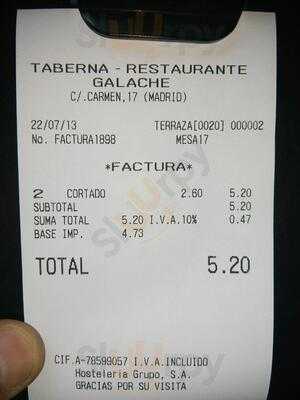 TABERNA - RESTAURANTE
GALACHE
C/.CARMEN,17 (MADRID)
22/07/13 TERRAZA[0020] 000002
No. FACTURA1898 MESA17
*FACTURA*
2 CORTADO 2.60 5.20
SUBTOTAL 5.20
SUMA TOTAL 5.20 I.V.A.10% 0.47
BASE IMP. 4.73
TOTAL 5.20
CIF.A-78599057 I.V.A.INCLUIDO
Hosteleria Grupo, S.A.
GRACIAS POR SU VISITA